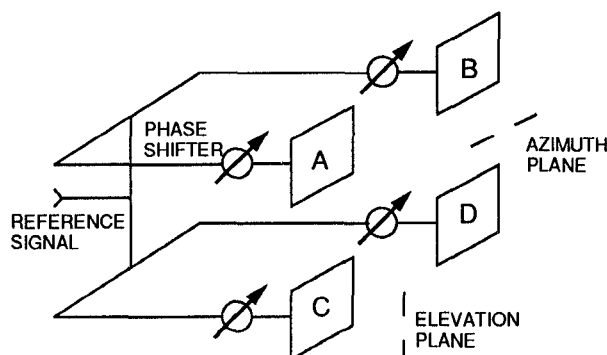 B
PHASE
SHIFTER
A
AZIMUTH
PLANE
REFERENCE
SIGNAL
D
C
ELEVATION
PLANE